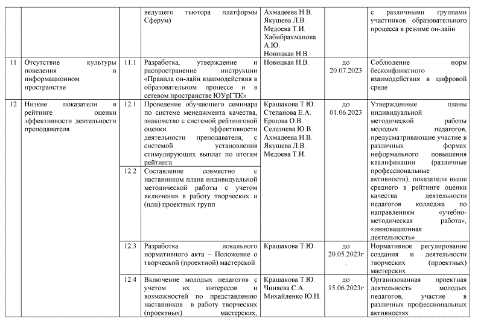 ведущего тьютора платформы Сферум)
Ахмадеева Н.В.
Якушева Л.В.
Медоева Т.И.
Хабибрахманова А.Ю.
Новицкая Н.В.
с различными группами участников образовательного процесса в режиме он-лайн
11
Отсутствие культуры поведения в информационном пространстве
11.1
Разработка, утверждение и распространение инструкции «Правила он-лайн взаимодействия в образовательном процессе и в сетевом пространстве ЮУрГТК»
Новицкая Н.В.
до 20.07.2023
Соблюдение норм бесконфликтного взаимодействия в цифровой среде
12
Низкие показатели в рейтинге оценки эффективности деятельности преподавателя
12.1
Проведение обучающего семинара по системе менеджмента качества, знакомство с системой рейтинговой оценки эффективности деятельности преподавателя, с системой установления стимулирующих выплат по итогам рейтинга
Крашакова Т.Ю.
Степанова Е.А.
Ершова О.В.
Селзнева Ю.В.
Ахмадеева Н.В.
Якушева Л.В
Медоева Т.И.
до 01.06.2023
Утвержденные планы индивидуальной методической работы молодых педагогов, предусматривающие участие в различных формах неформального повышения квалификации (различные профессиональные активности), показатели выше среднего в рейтинге оценки качества деятельности педагогов колледжа по направлениям «учебно-методическая работа», «инновационная деятельность»
12.2
Составление совместно с наставником плана индивидуальной методической работы с учетом включения в работу творческих и (или) проектных групп
12.3
Разработка локального нормативного акта – Положение о творческой (проектной) мастерской
Крашакова Т.Ю.
до 20.05.2023г.
Нормативное регулирование создания и деятельности творческих (проектных) мастерских
12.4
Включение молодых педагогов с учетом их интересов и возможностей по представлению наставников в работу творческих (проектных) мастерских,
Крашакова Т.Ю.
Чиняева С.А.
Михайленко Ю.Н.
до 15.06.2023г
Организованная проектная деятельность молодых педагогов, участие в различных профессиональных активностях